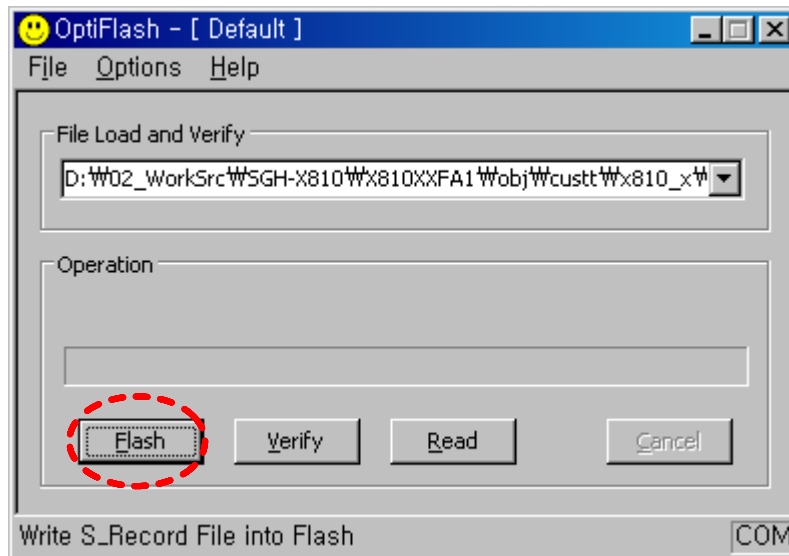 OptiFlash - [ Default ]
File Options Help
File Load and Verify
D:₩02_WorkSrc₩SGH-X810₩X810XXFA1₩obj₩custt₩x810_x₩
Operation
Flash Verify Read Cancel
Write S_Record File into Flash COM